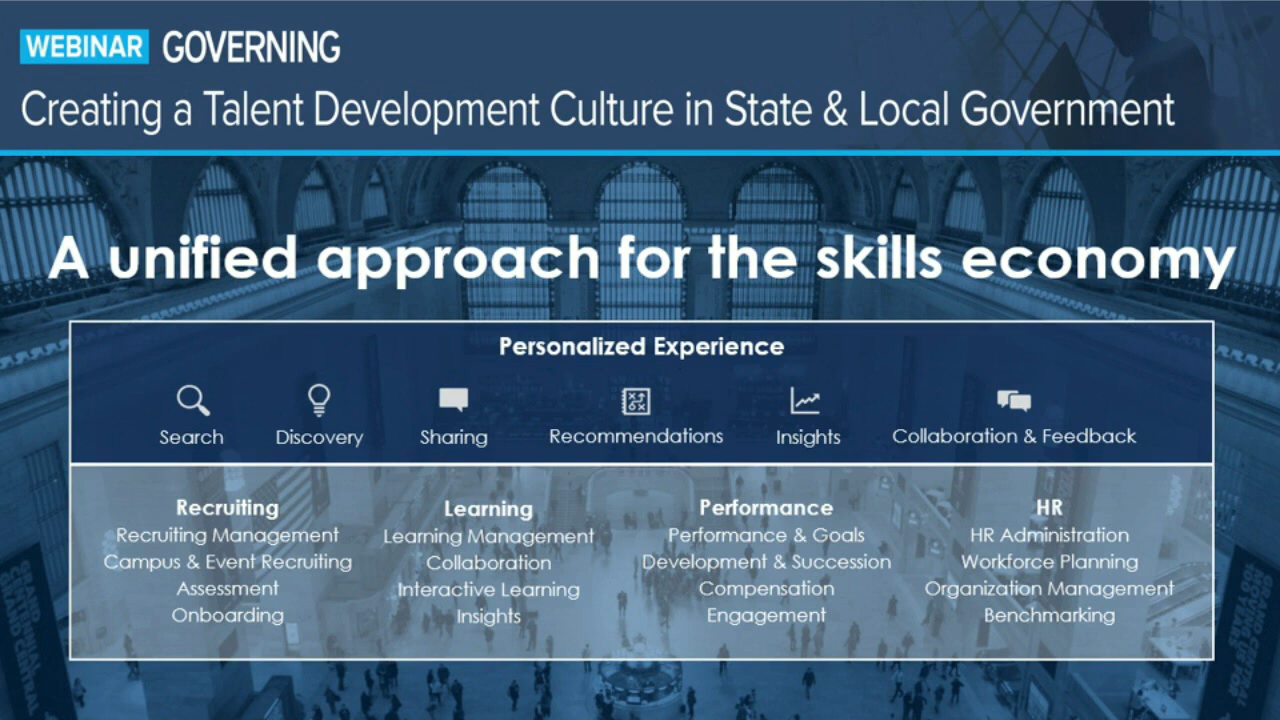 WEBINAR GOVERNING
Creating a Talent Development Culture in State & Local Government
A unified approach for the skills economy
Personalized Experience
Search Discovery Sharing Recommendations Insights Collaboration & Feedback
Recruiting
Recruiting Management
Campus & Event Recruiting
Assessment
Onboarding
Learning
Learning Management
Collaboration
Interactive Learning
Insights
Performance
Performance & Goals
Development & Succession
Compensation
Engagement
HR
HR Administration
Workforce Planning
Organization Management
Benchmarking